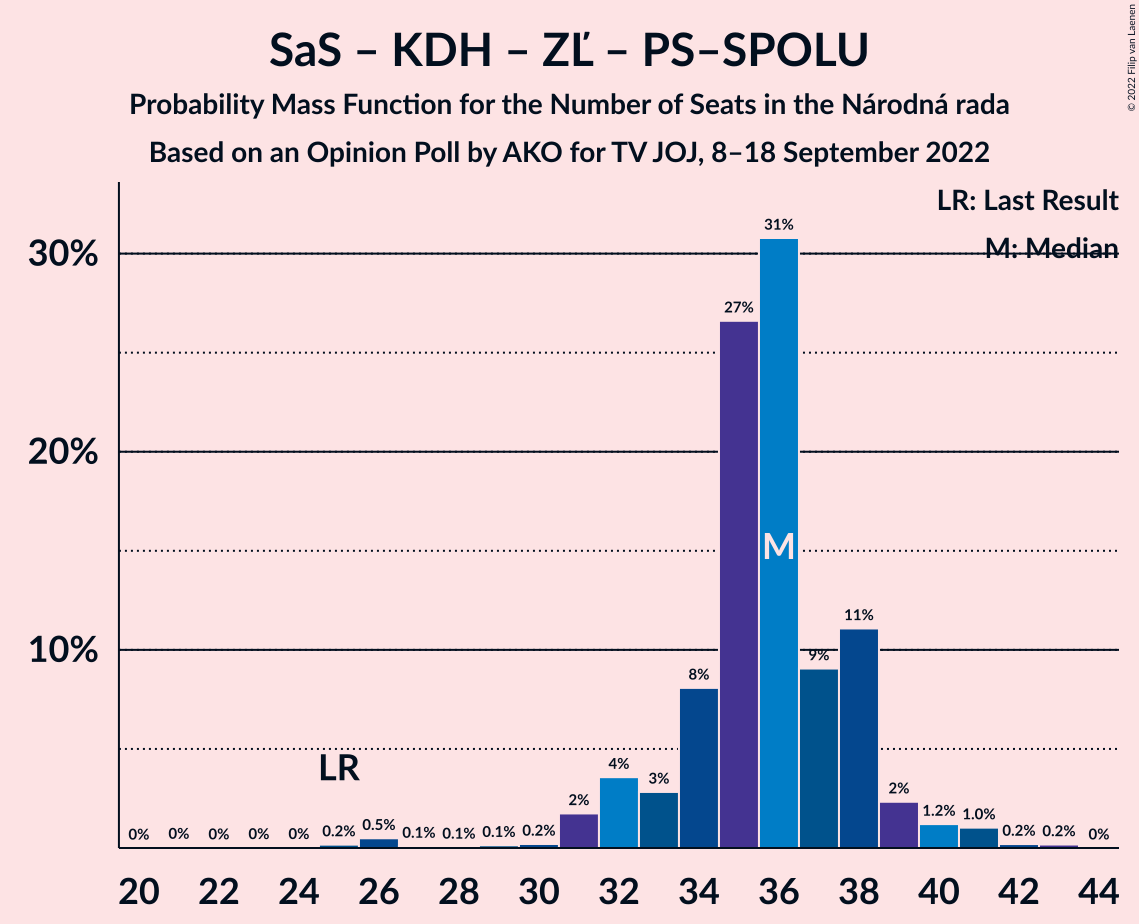 SaS – KDH – ZĽ – PS–SPOLU
Probability Mass Function for the Number of Seats in the Národná rada
Based on an Opinion Poll by AKO for TV JOJ, 8–18 September 2022
© 2022 Filip van Laenen
LR: Last Result
M: Median
30%
20%
10%
LR
M
0% 0% 0% 0% 0% 0.2% 0.5% 0.1% 0.1% 0.1% 0.2% 2% 4% 3% 8% 27% 31% 9% 11% 2% 1.2% 1.0% 0.2% 0.2% 0%
20 22 24 26 28 30 32 34 36 38 40 42 44